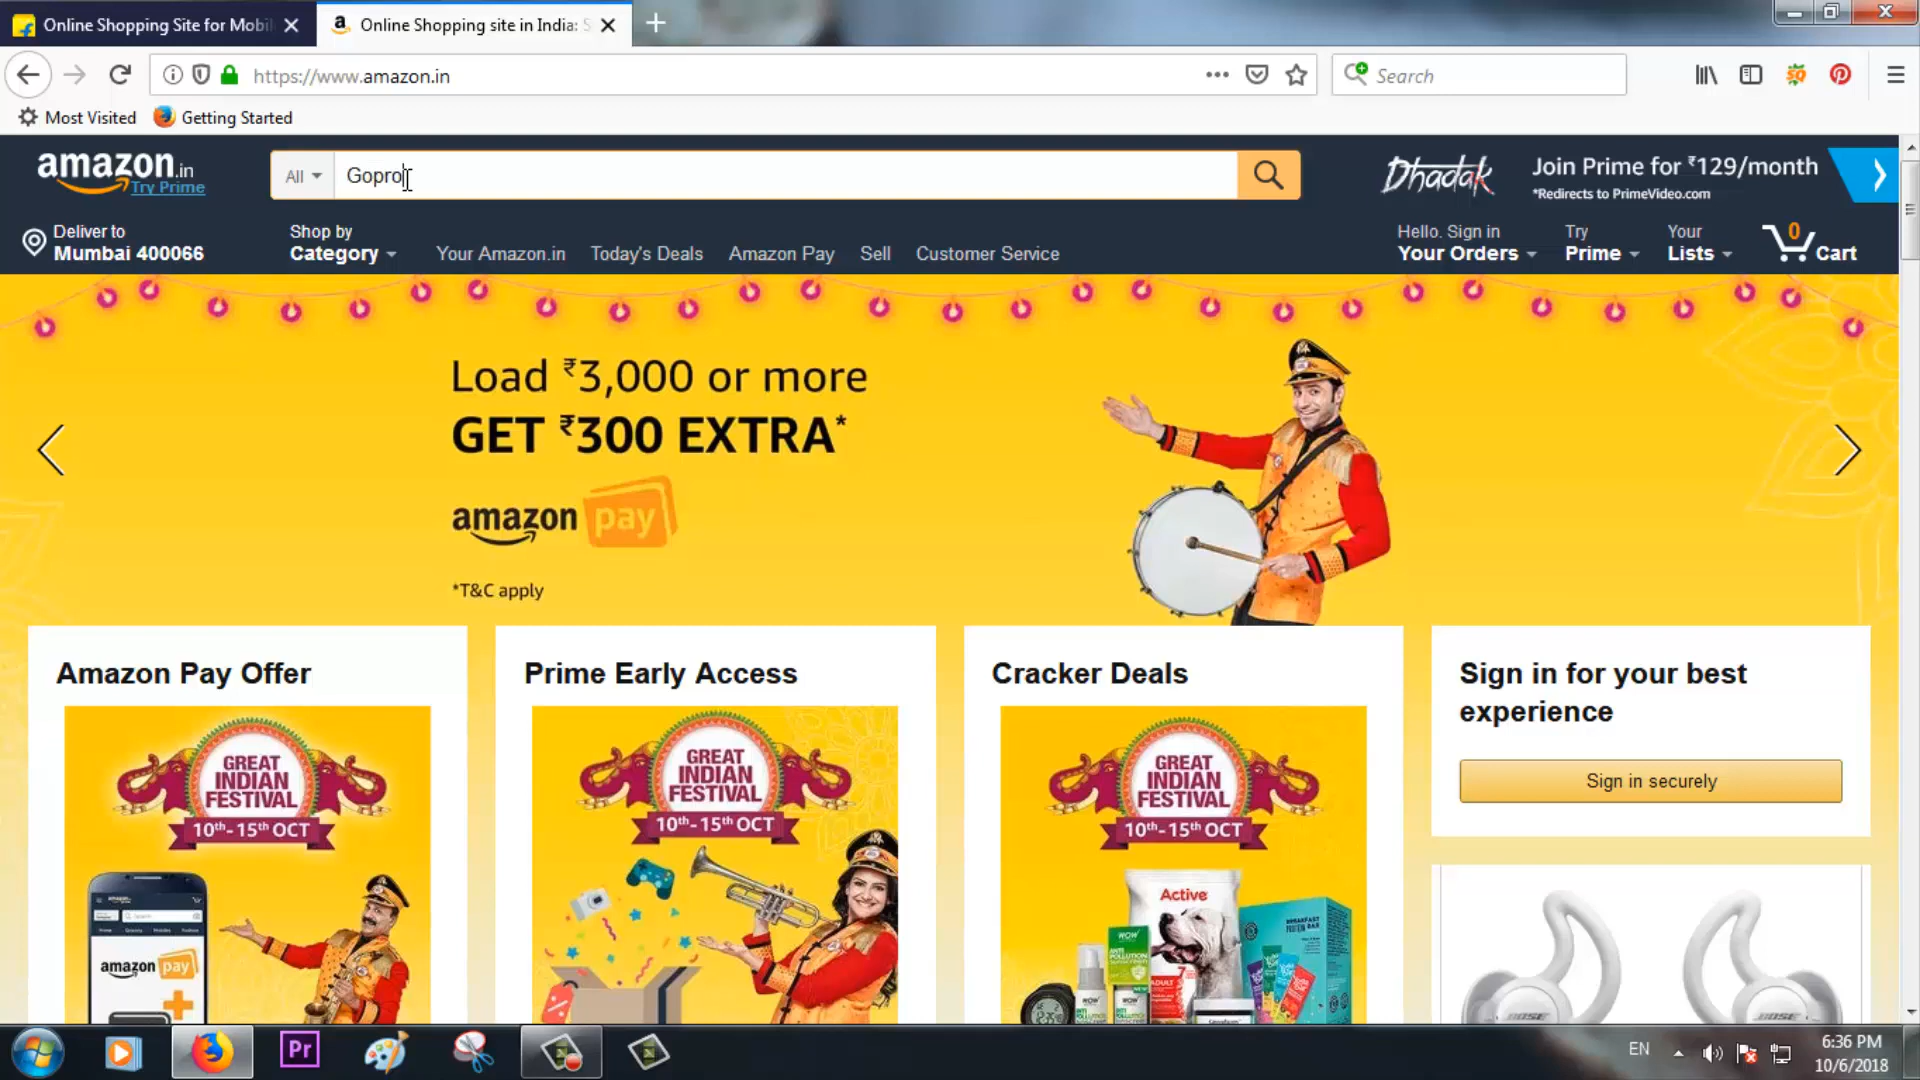 Online Shopping Site for Mobil
Online Shopping site in India: S
https://www.amazon.in
Search
Most Visited
Getting Started
amazon.in
Try Prime
All
Gopro
Dhadak
Join Prime for ₹129/month
*Redirects to PrimeVideo.com
Deliver to
Mumbai 400066
Shop by
Category
Your Amazon.in
Today's Deals
Amazon Pay
Sell
Customer Service
Hello. Sign in
Your Orders
Try
Prime
Your
Lists
0
Cart
Load ₹3,000 or more
GET ₹300 EXTRA*
amazon pay
*T&C apply
Amazon Pay Offer
GREAT
INDIAN
FESTIVAL
10th-15th OCT
amazon pay
Prime Early Access
GREAT
INDIAN
FESTIVAL
10th-15th OCT
Cracker Deals
GREAT
INDIAN
FESTIVAL
10th-15th OCT
Active
WOW
Sign in for your best
experience
Sign in securely
BOSE
BOSE
Pr
EN
6:36 PM
10/6/2018